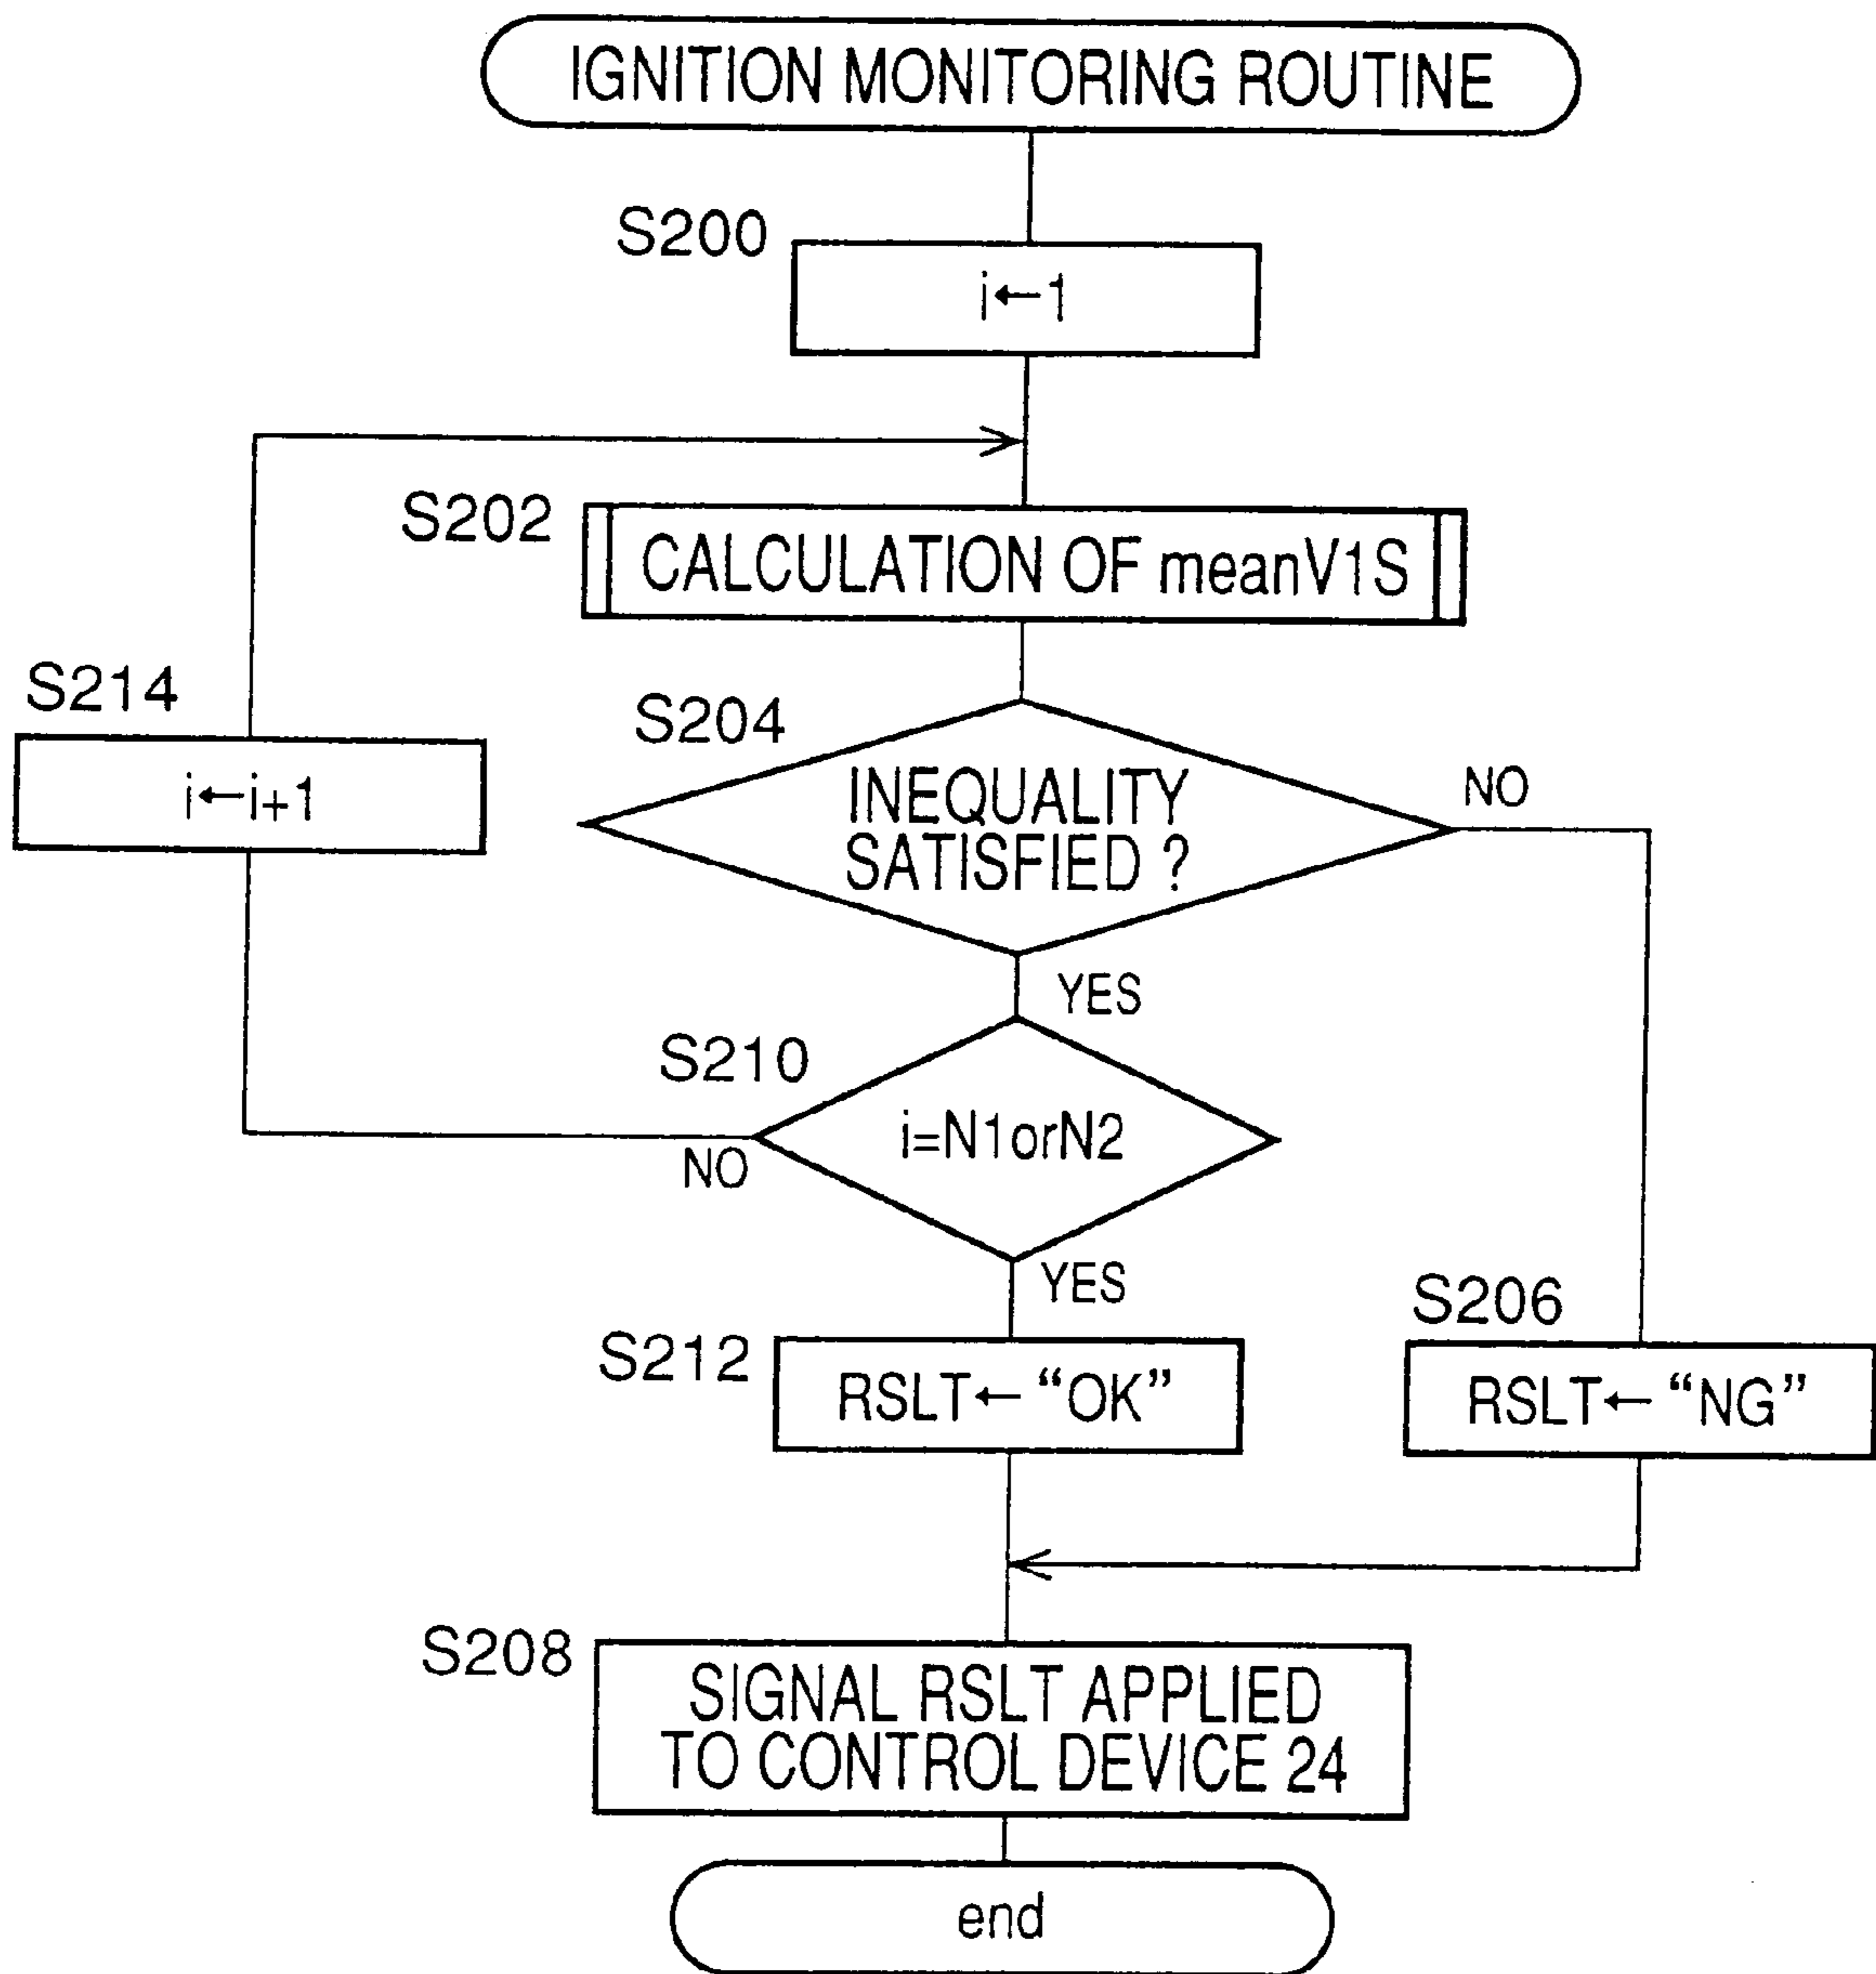 IGNITION MONITORING ROUTINE
S200
i←1
S202
CALCULATION OF meanV1S
S214
i←i+1
S204
INEQUALITY
SATISFIED ?
NO
YES
S210
i=N1orN2
NO
YES
S206
S212
RSLT← “OK”
RSLT← “NG”
S208
SIGNAL RSLT APPLIED
TO CONTROL DEVICE 24
end